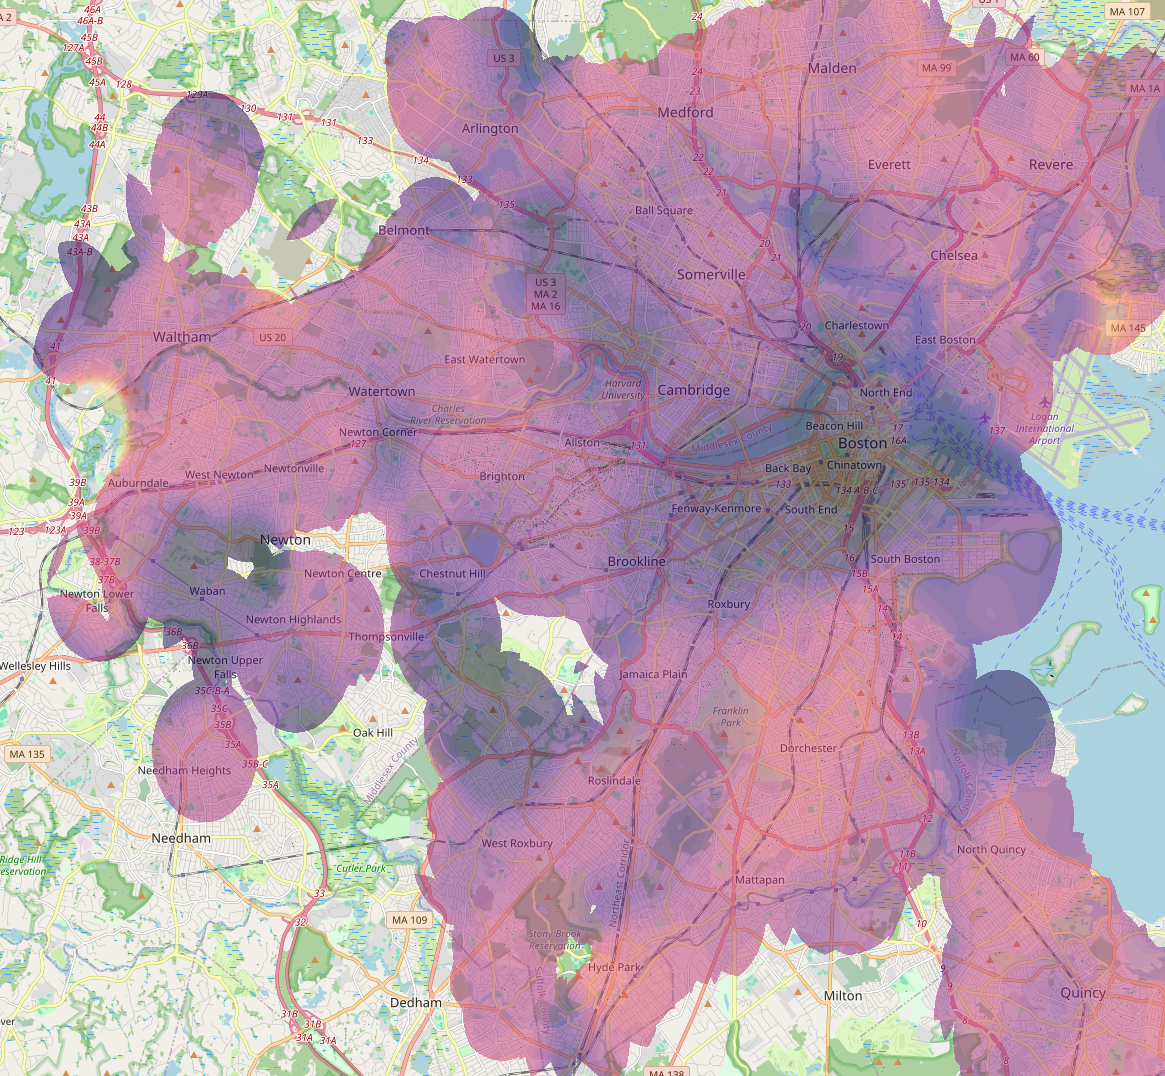 46A
46A-B
45B
127A
45B
45A
A 2
128
129A
130
131
131
133
134
133
135
44
44B
44A
43B
43A
43A
43A-B
US 3
24
24
23
22
22
21
21
20
20
19
US 1
MA 107
MA 99
MA 60
MA 1A
Malden
Medford
Arlington
Everett
Revere
Ball Square
Belmont
Chelsea
Somerville
US 3
MA 2
MA 16
Charlestown
MA 145
East Boston
Waltham
US 20
41
41
East Watertown
Harvard
University
Cambridge
North End
Watertown
Charles
River Reservation
Beacon Hill
17
16A
Logan
International
Airport
137
Newton Corner
127
Allston
131
Middlesex County
Boston
Chinatown
Back Bay
133
134 A-B-C
135
135-134
West Newton
Newtonville
Auburndale
Brighton
39B
39A
39A
39B
123
123A
Fenway-Kenmore
South End
15
Newton
Newton Centre
Chestnut Hill
Brookline
16
South Boston
15B
15A
14
14
38-37B
37B
Newton Lower
Falls
Waban
Newton Highlands
Roxbury
36B
36B
Thompsonville
Wellesley Hills
Newton Upper
Falls
Jamaica Plain
35C-B-A
35C
35B
35A
35B-C
35A
Franklin
Park
Oak Hill
Dorchester
13B
13A
MA 135
Needham Heights
Middlesex County
Norfolk County
Roslindale
Needham
West Roxbury
12
11B
11
North Quincy
Ridge Hill
Reservation
Cutler Park
Mattapan
Northeast Corridor
33
32
MA 109
10
Stony Brook
Reservation
Hyde Park
Suffolk County
9
9
8
8
Dedham
Milton
Quincy
31B
31B
31A
31A
ver
MA 138